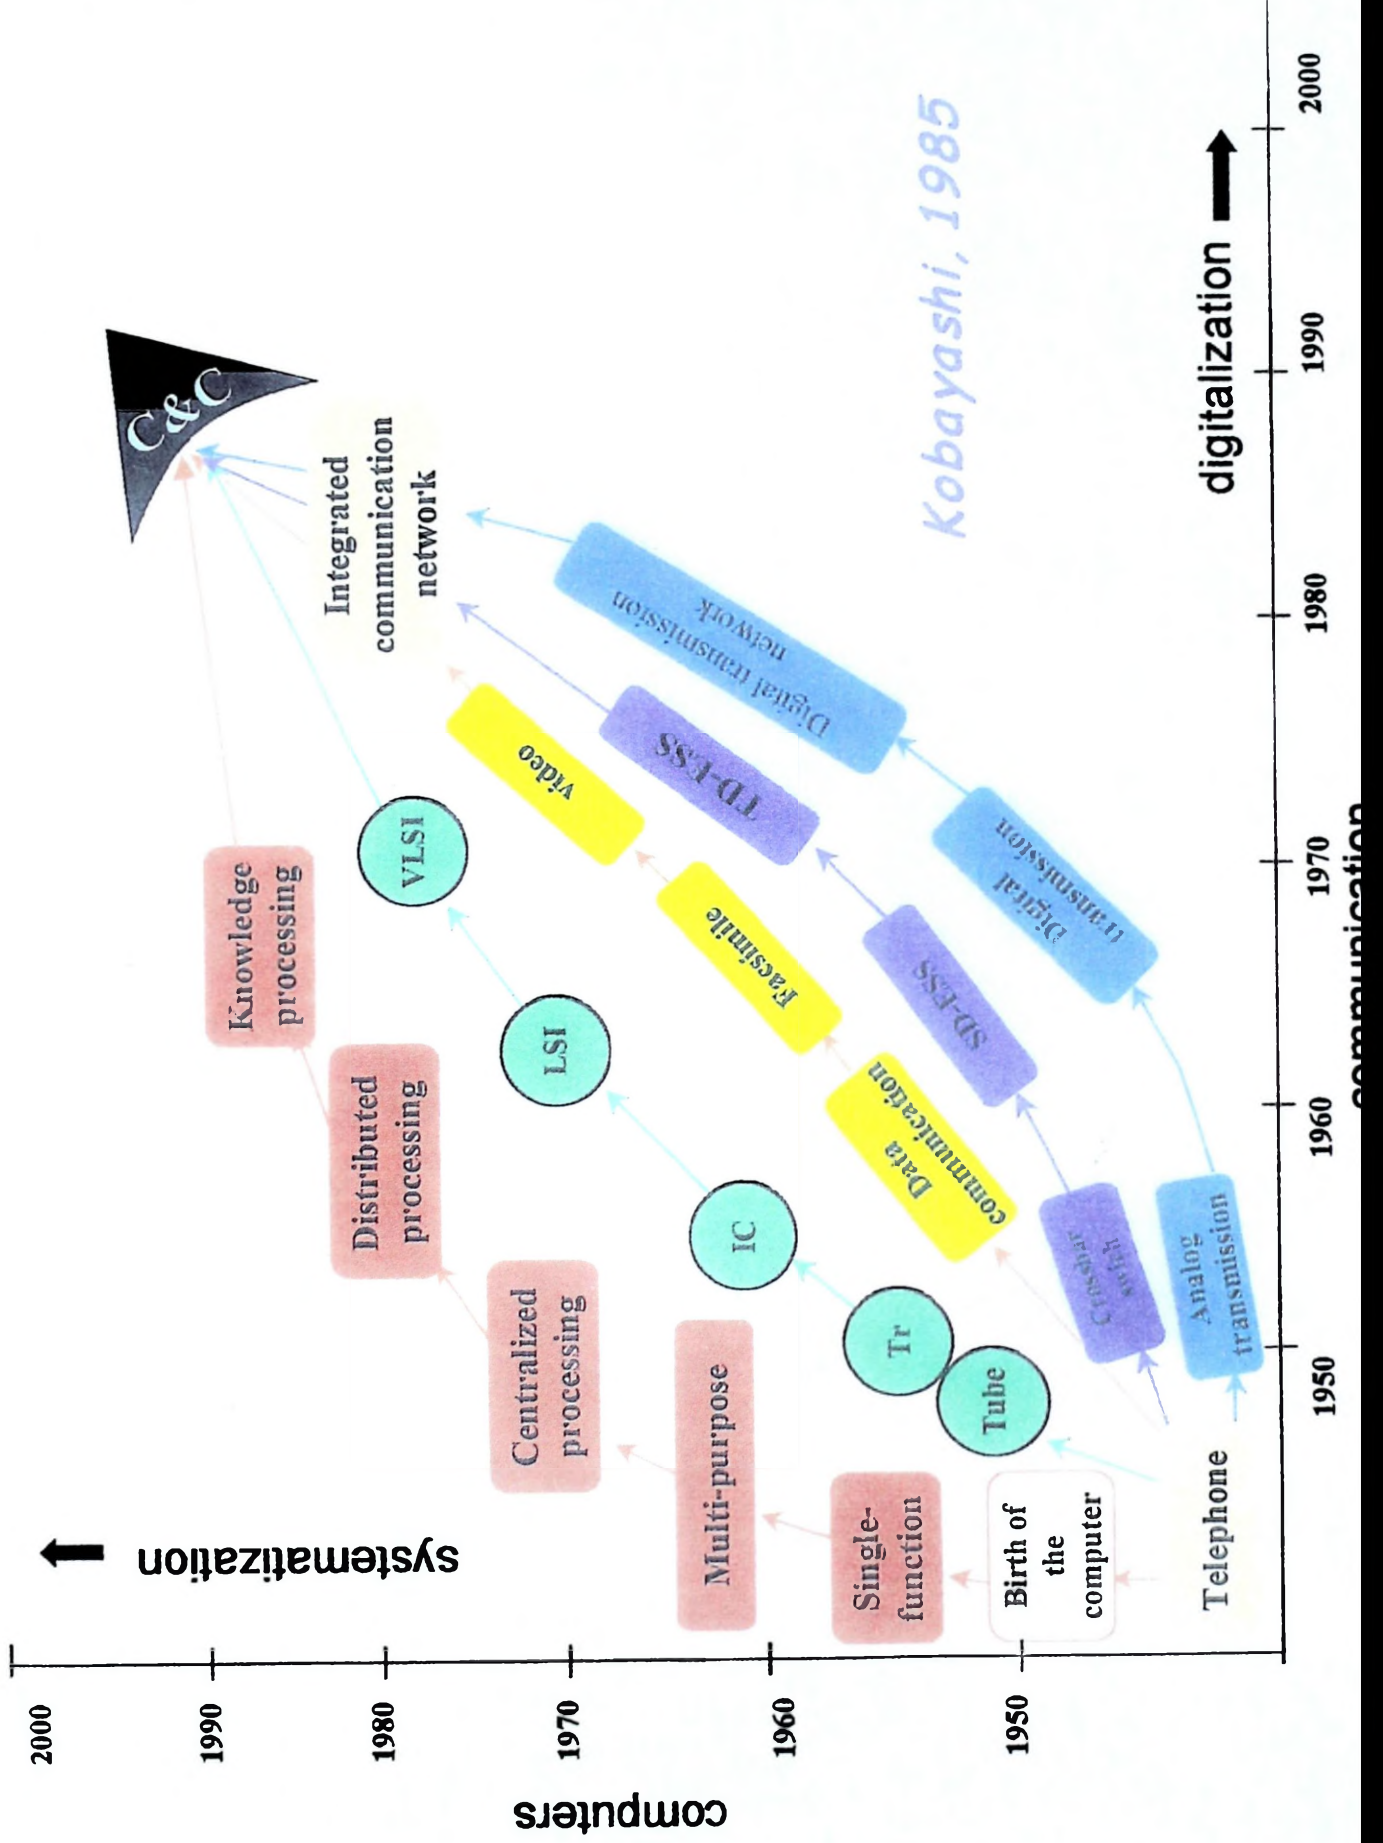 2000
1990
1980
1970
1960
1950
computers
systematization
C&C
Knowledge
processing
Distributed
processing
Centralized
processing
Multi-purpose
Single-
function
Birth of
the
computer
Telephone
VLSI
LSI
IC
Tr
Tube
Integrated
communication
network
video
Facsimile
Data
communication
TD-ESS
SD-ESS
Crossbar
Digital transmission
network
Digital
transmission
Analog
transmission
Kobayashi, 1985
digitalization
1950
1960
1970
1980
1990
2000
communication